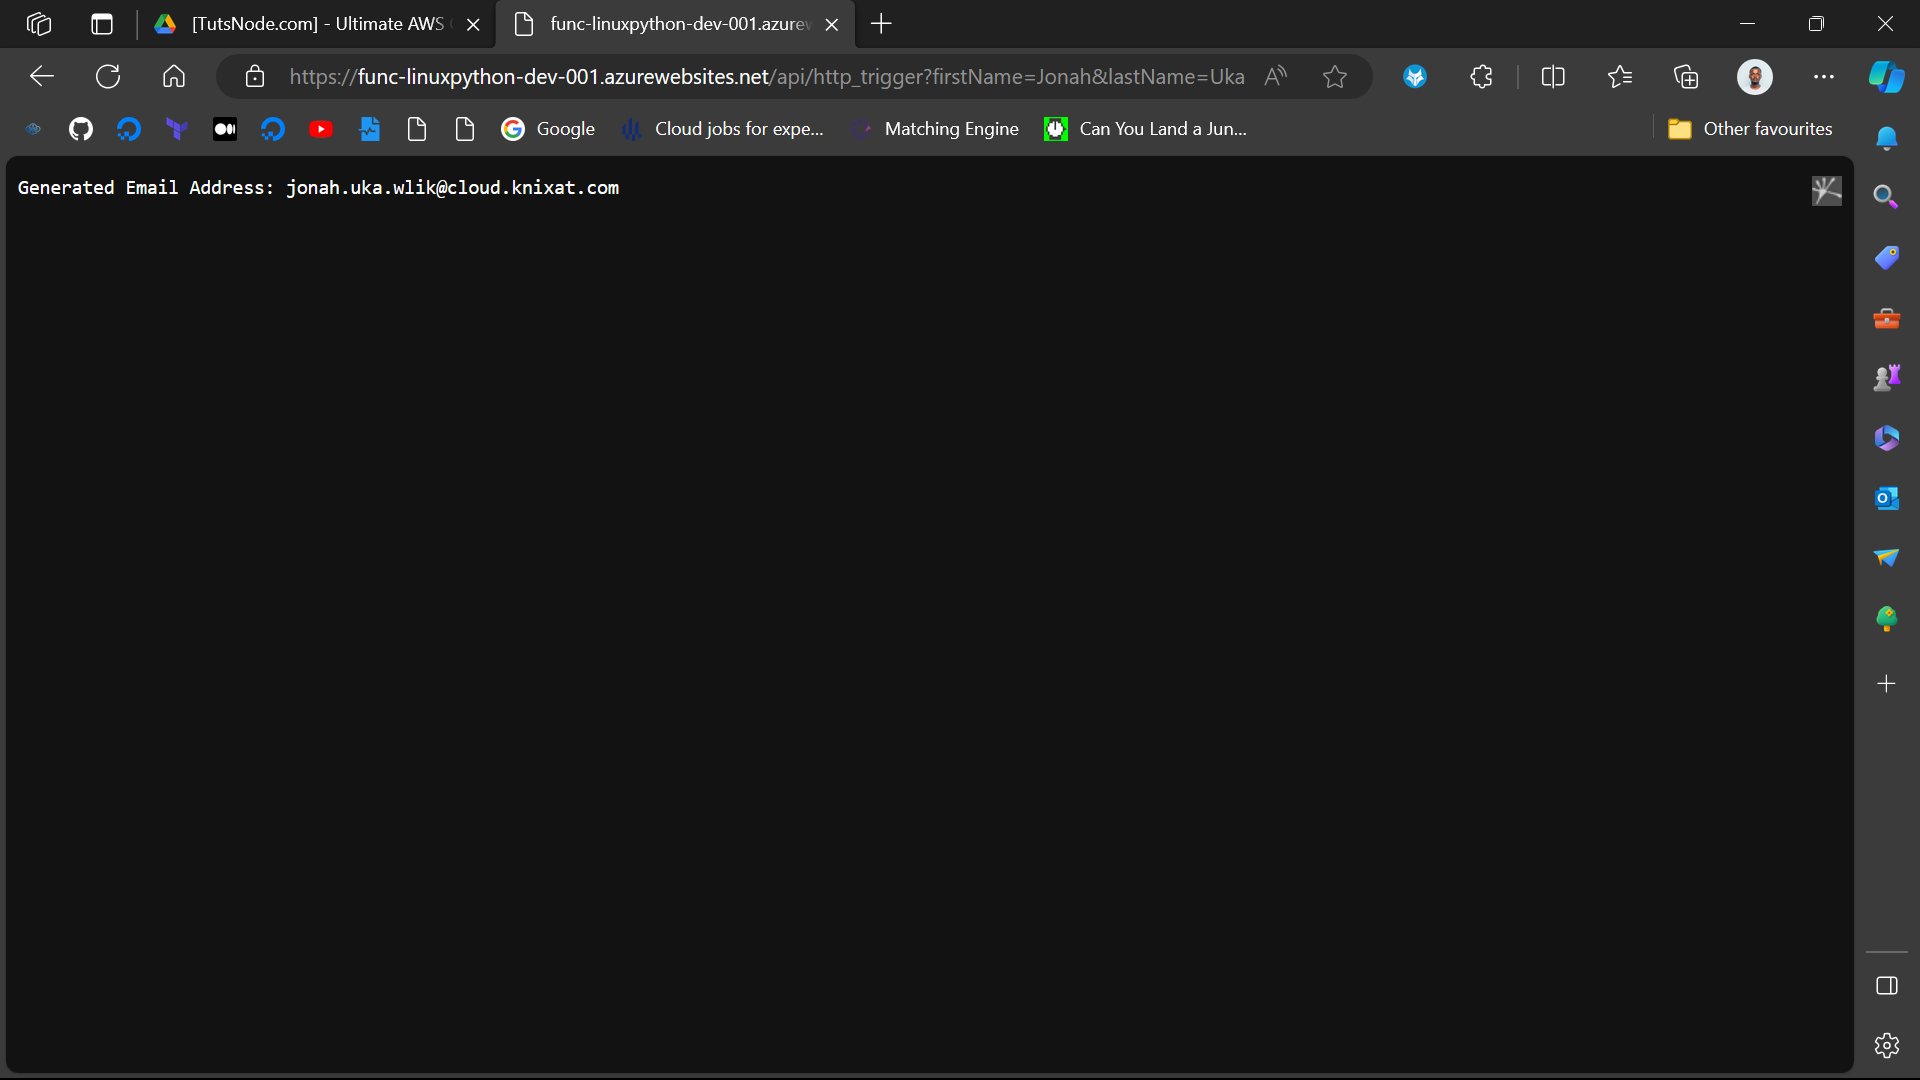 [TutsNode.com] - Ultimate AWS
func-linuxpython-dev-001.azurew
https://func-linuxpython-dev-001.azurewebsites.net/api/http_trigger?firstName=Jonah&lastName=Uka
Google
Cloud jobs for expe...
Matching Engine
Can You Land a Jun...
Other favourites
Generated Email Address: jonah.uka.wlik@cloud.knixat.com